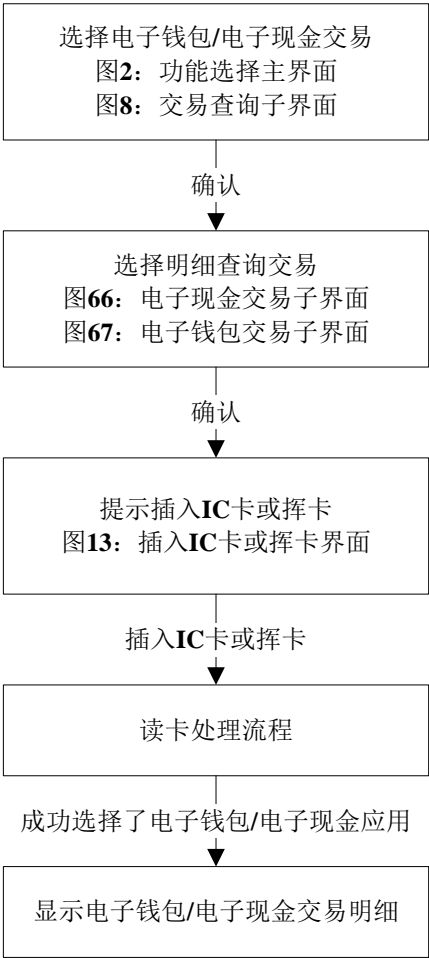 选择电子钱包/电子现金交易
图2：功能选择主界面
图8：交易查询子界面
确认
选择明细查询交易
图66：电子现金交易子界面
图67：电子钱包交易子界面
确认
提示插入IC卡或挥卡
图13：插入IC卡或挥卡界面
插入IC卡或挥卡
读卡处理流程
成功选择了电子钱包/电子现金应用
显示电子钱包/电子现金交易明细